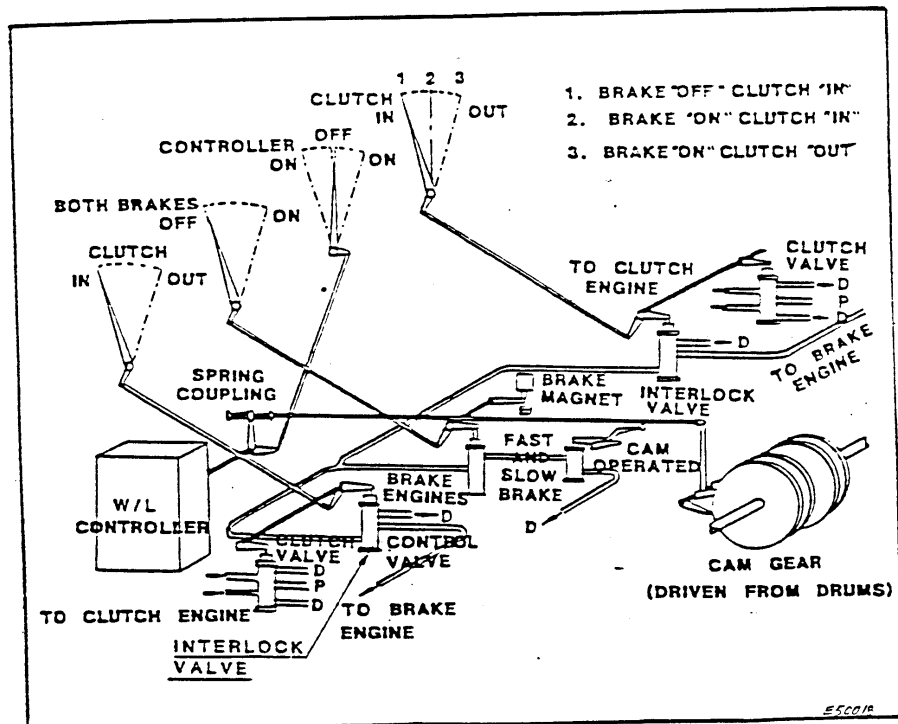 1 2 3
CLUTCH
IN
OUT
1. BRAKE "OFF" CLUTCH "IN"
2. BRAKE "ON" CLUTCH "IN"
3. BRAKE "ON" CLUTCH "OUT"
OFF
CONTROLLER
ON
ON
BOTH BRAKES
OFF
ON
CLUTCH
IN
OUT
TO CLUTCH
ENGINE
CLUTCH
VALVE
D
P
D
D
TO BRAKE
ENGINE
SPRING
COUPLING
BRAKE
MAGNET
INTERLOCK
VALVE
FAST
AND
SLOW
BRAKE
CAM
OPERATED
BRAKE
ENGINES
W/L
CONTROLLER
D
D
CLUTCH
VALVE
CONTROL
VALVE
D
P
D
TO CLUTCH ENGINE
TO BRAKE
ENGINE
INTERLOCK
VALVE
CAM GEAR
(DRIVEN FROM DRUMS)